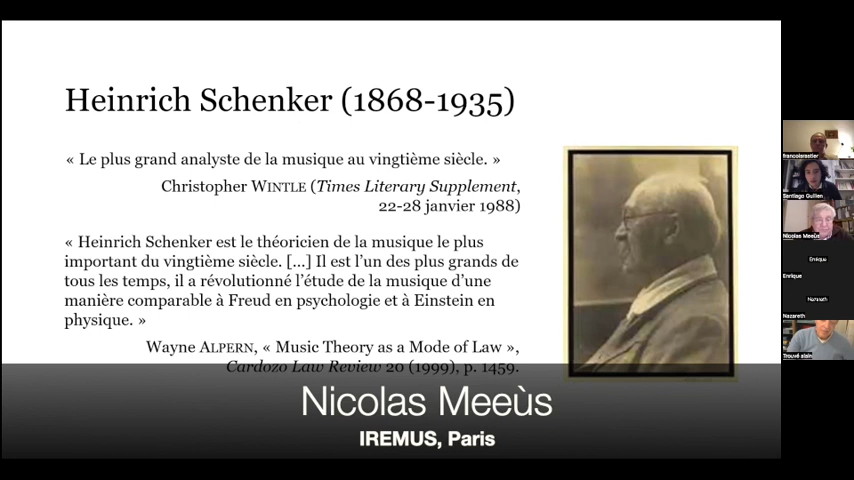 Heinrich Schenker (1868-1935)
« Le plus grand analyste de la musique au vingtième siècle. »
Christopher WINTLE (Times Literary Supplement,
22-28 janvier 1988)
« Heinrich Schenker est le théoricien de la musique le plus
important du vingtième siècle. [...] Il est l’un des plus grands de
tous les temps, il a révolutionné l’étude de la musique d’une
manière comparable à Freud en psychologie et à Einstein en
physique. »
Wayne ALPERN, « Music Theory as a Mode of Law »,
Cardozo Law Review 20 (1999), p. 1459.
Nicolas Meeùs
IREMUS, Paris
francoisrastier
Santiago Guillen
Nicolas Meeùs
Enrique
Enrique
Nazareth
Nazareth
Trouvé alain